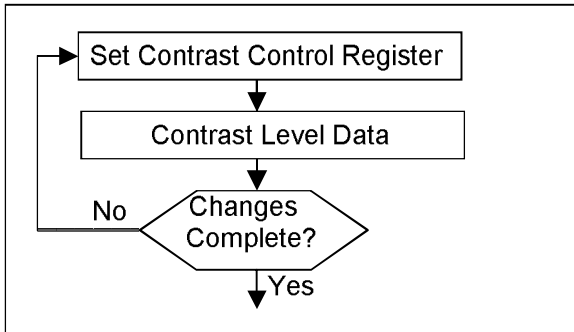 Set Contrast Control Register
Contrast Level Data
Changes
Complete?
No
Yes